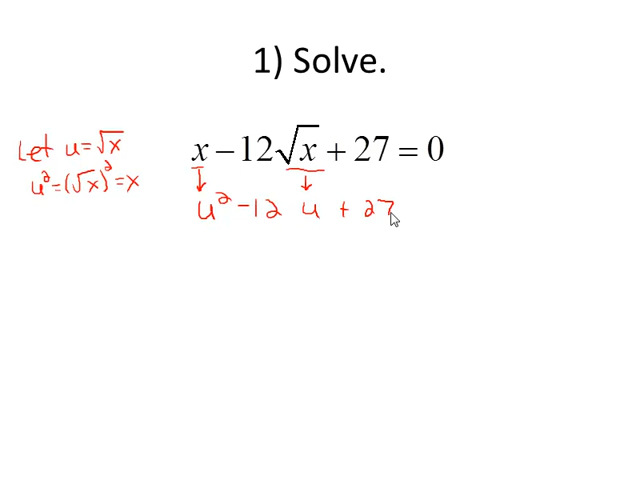 1) Solve.
Let u = √x
x − 12√x + 27 = 0
u² = (√x)² = x
u² − 12 u + 27